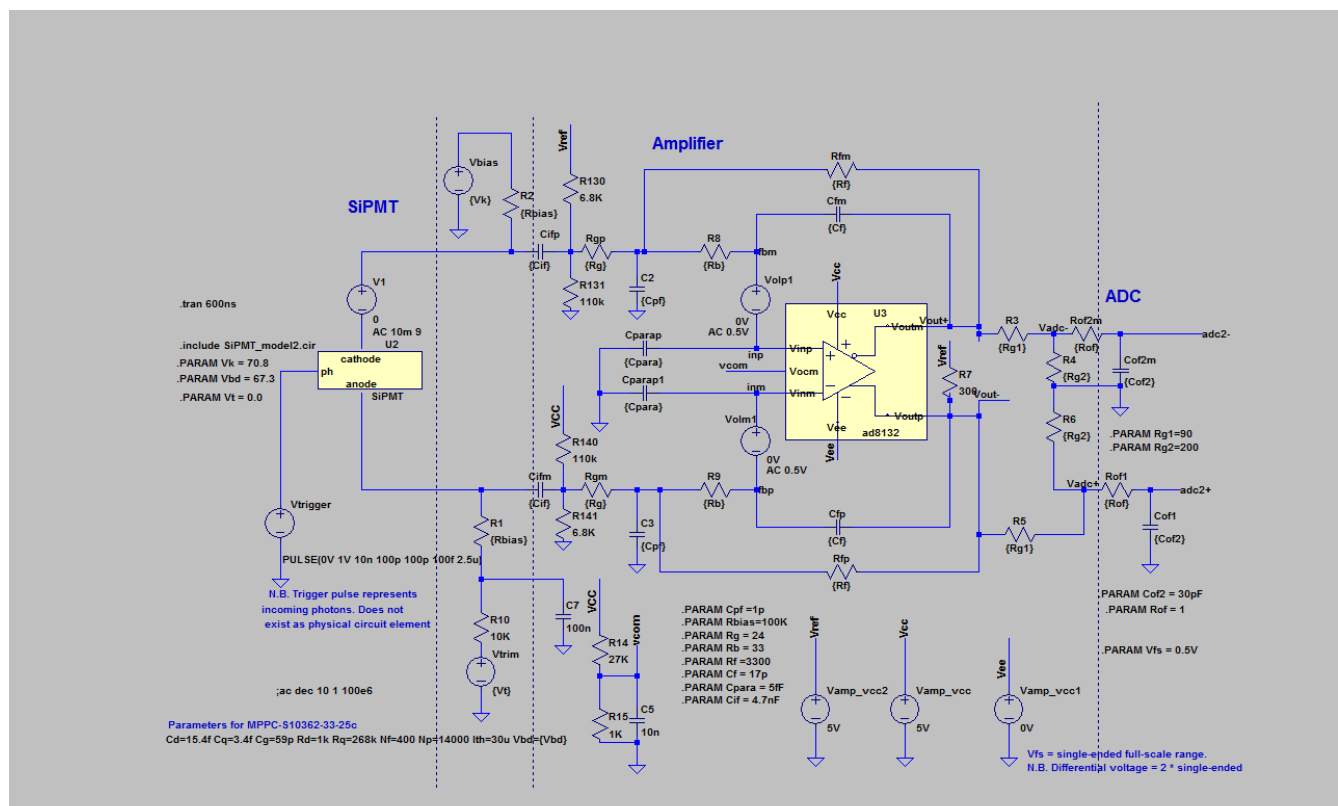 Amplifier
SiPMT
ADC
Vref
Vbias
{Vk}
R2
{Rbias}
R130
6.8K
Rfm
{Rf}
Cfm
{Cf}
Cifp
{Cif}
Rgp
{Rg}
R8
{Rb}
fbm
R131
110k
C2
{Cpf}
Volp1
0V
AC 0.5V
Vcc
V1
0
AC 10m 9
.tran 600ns
.include SiPMT_model2.cir
.PARAM Vk = 70.8
.PARAM Vbd = 67.3
.PARAM Vt = 0.0
U2
cathode
ph
anode
SiPMT
Cparap
{Cpara}
inp
vcom
Cparap1
{Cpara}
inm
Vcc
U3
Voutm
Vinp
Vocm
Vinm
Voutp
Vee
ad8132
Vout+
Vref
R7
300
Vout-
R3
{Rg1}
Vadc-
Rof2m
{Rof}
adc2-
R4
{Rg2}
Cof2m
{Cof2}
R6
{Rg2}
.PARAM Rg1=90
.PARAM Rg2=200
VCC
R140
110k
Volm1
0V
AC 0.5V
Vee
Cifm
{Cif}
Rgm
{Rg}
R9
{Rb}
fbp
Vadc+
Rof1
{Rof}
adc2+
Vtrigger
PULSE(0V 1V 10n 100p 100p 100f 2.5u)
R1
{Rbias}
R141
6.8K
C3
{Cpf}
Cfp
{Cf}
R5
{Rg1}
Cof1
{Cof2}
Rfp
{Rf}
N.B. Trigger pulse represents
incoming photons. Does not
exist as physical circuit element
R10
10K
C7
100n
VCC
vcom
R14
27K
Vtrim
{Vt}
R15
1K
C5
10n
.PARAM Cpf =1p
.PARAM Rbias=100K
.PARAM Rg = 24
.PARAM Rb = 33
.PARAM Rf =3300
.PARAM Cf = 17p
.PARAM Cpara = 5fF
.PARAM Cif = 4.7nF
.PARAM Cof2 = 30pF
.PARAM Rof = 1
.PARAM Vfs = 0.5V
Vref
Vamp_vcc2
5V
Vcc
Vamp_vcc
5V
Vee
Vamp_vcc1
0V
;ac dec 10 1 100e6
Parameters for MPPC-S10362-33-25c
Cd=15.4f Cq=3.4f Cg=59p Rd=1k Rq=268k Nf=400 Np=14000 Ith=30u Vbd={Vbd}
Vfs = single-ended full-scale range.
N.B. Differential voltage = 2 * single-ended